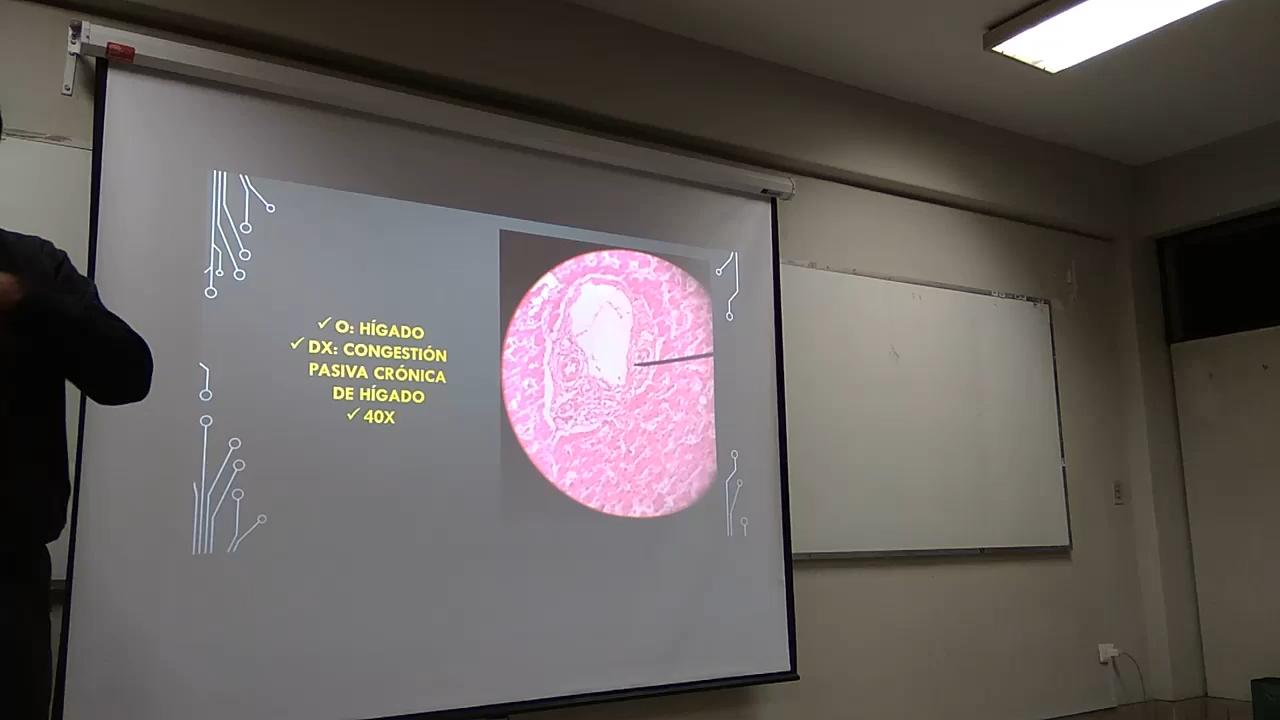 ✓ O: HÍGADO
✓ DX: CONGESTIÓN
PASIVA CRÓNICA
DE HÍGADO
✓ 40X